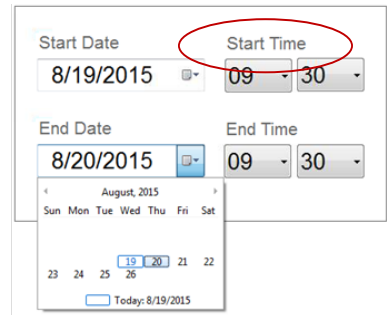 Start Date Start Time
8/19/2015 09 30
End Date End Time
8/20/2015 09 30
August, 2015
Sun Mon Tue Wed Thu Fri Sat
19 20 21 22
23 24 25 26
Today: 8/19/2015